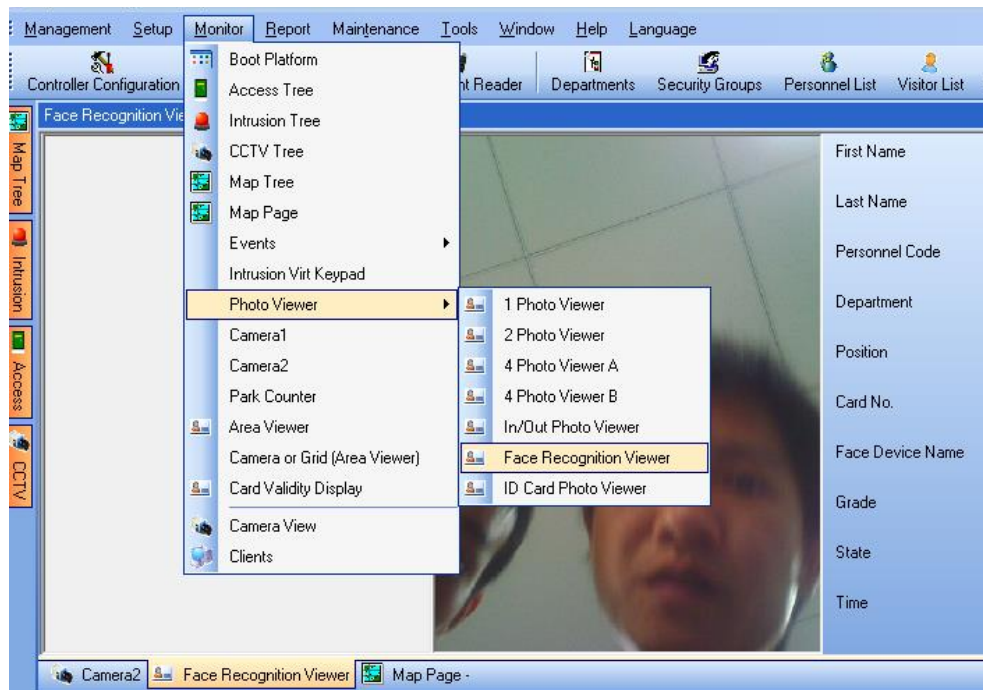 Management Setup Monitor Report Maintenance Tools Window Help Language
Controller Configuration nt Reader Departments Security Groups Personnel List Visitor List
Face Recognition Vie
Map Tree
Intrusion
Access
CCTV
Boot Platform
Access Tree
Intrusion Tree
CCTV Tree
Map Tree
Map Page
Events
Intrusion Virt Keypad
Photo Viewer
Camera1
Camera2
Park Counter
Area Viewer
Camera or Grid (Area Viewer)
Card Validity Display
Camera View
Clients
1 Photo Viewer
2 Photo Viewer
4 Photo Viewer A
4 Photo Viewer B
In/Out Photo Viewer
Face Recognition Viewer
ID Card Photo Viewer
First Name
Last Name
Personnel Code
Department
Position
Card No.
Face Device Name
Grade
State
Time
Camera2 Face Recognition Viewer Map Page -